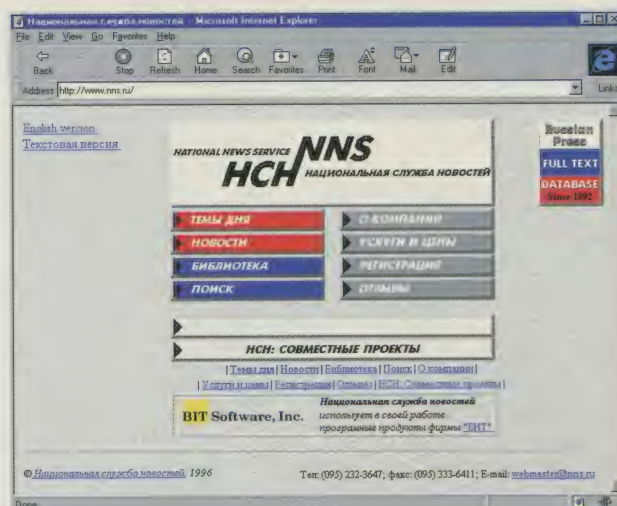 Национальная служба новостей - Microsoft Internet Explorer
File Edit View Go Favorites Help
Back Stop Refresh Home Search Favorites Print Font Mail Edit
Address http://www.nns.ru/ Links
English version
Текстовая версия
NATIONAL NEWS SERVICE NNS
НСН НАЦИОНАЛЬНАЯ СЛУЖБА НОВОСТЕЙ
Russian
Press
FULL TEXT
DATABASE
Since 1992
ТЕМЫ ДНЯ О КОМПАНИИ
НОВОСТИ УСЛУГИ И ЦЕНЫ
БИБЛИОТЕКА РЕГИСТРАЦИЯ
ПОИСК ОТЗЫВЫ
НСН: СОВМЕСТНЫЕ ПРОЕКТЫ
| Темы дня | Новости | Библиотека | Поиск | О компании |
| Услуги и цены | Регистрация | Отзывы | НСН: Совместные проекты |
BIT Software, Inc.
Национальная служба новостей
использует в своей работе
програмные продукты фирмы "БИТ"
© Национальная служба новостей, 1996 Тел: (095) 232-3647; факс: (095) 333-6411; E-mail: webmaster@nns.ru
Done